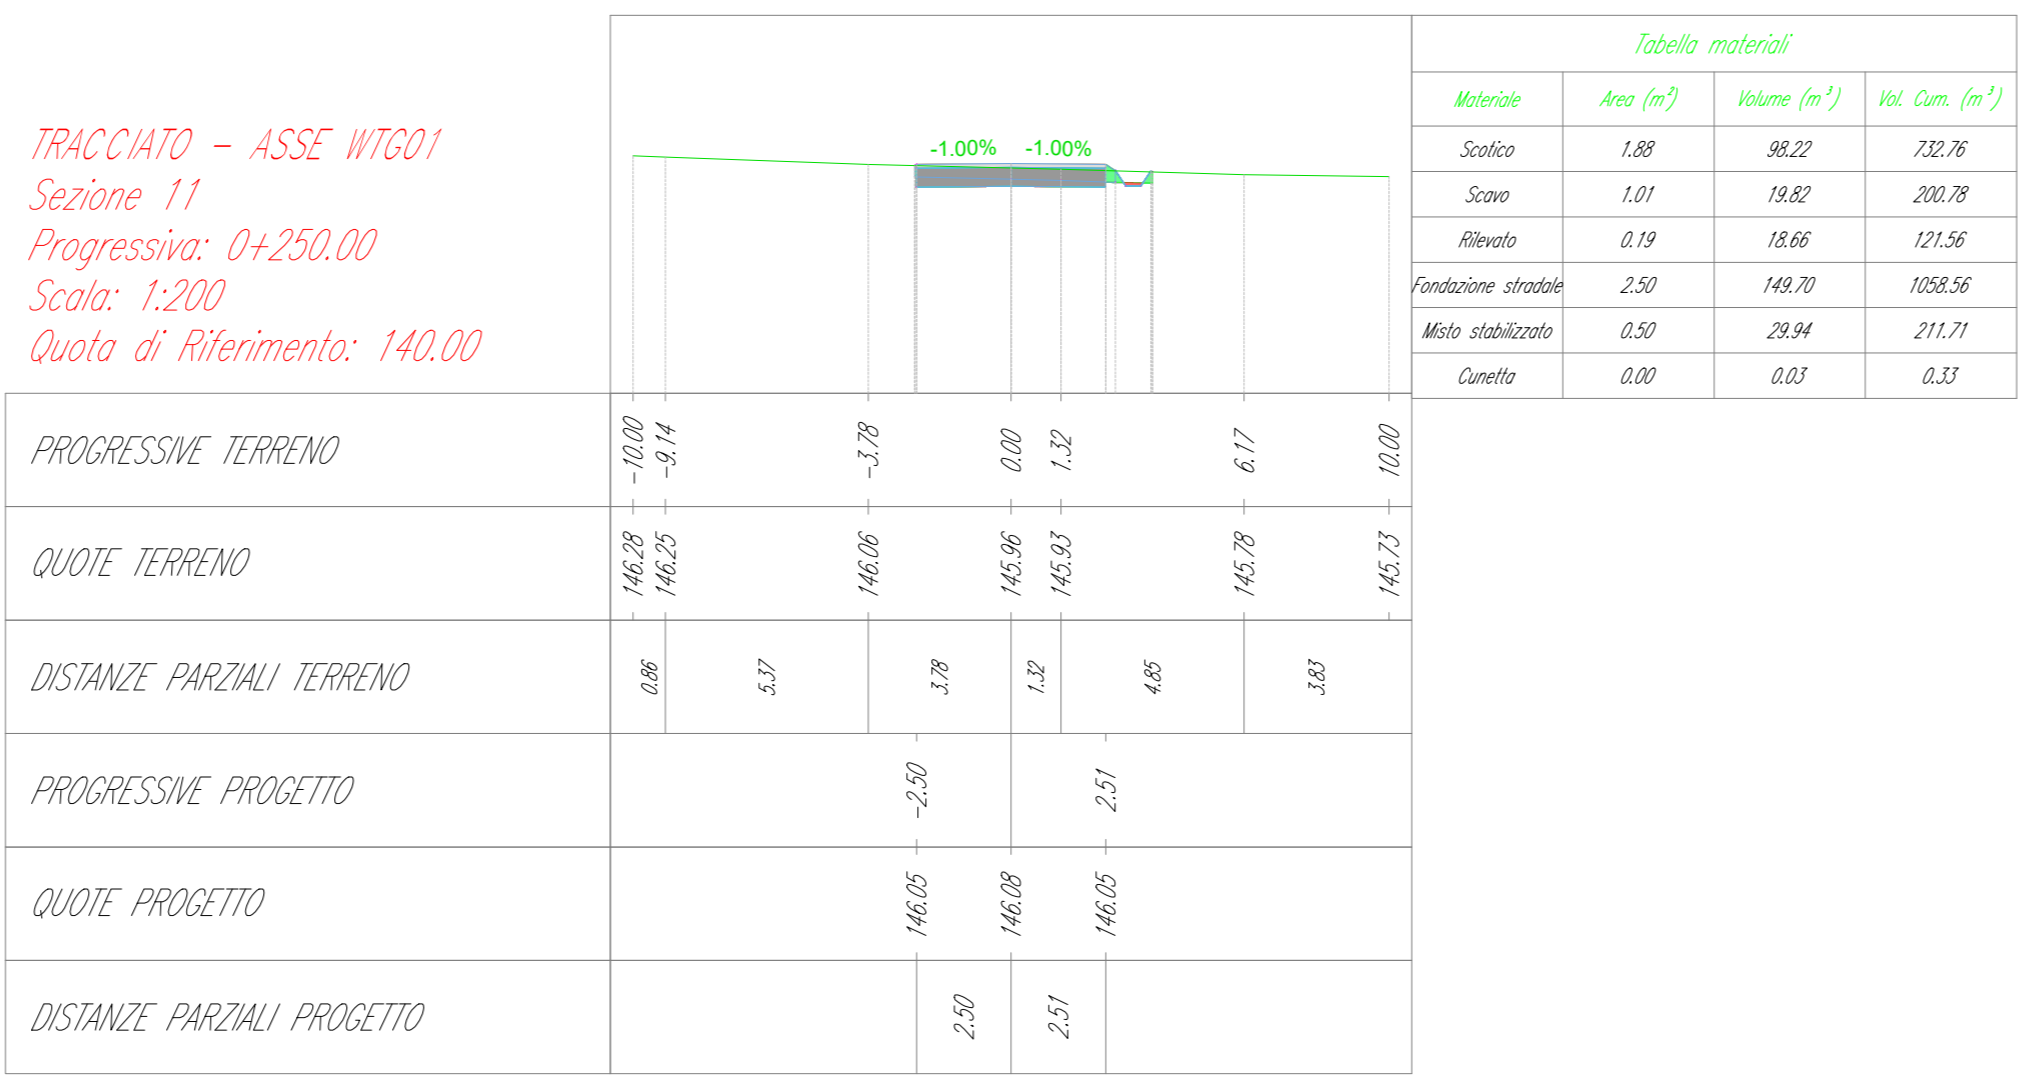 TRACCIATO - ASSE WTG01
Sezione 11
Progressiva: 0+250.00
Scala: 1:200
Quota di Riferimento: 140.00
-1.00% -1.00%
Tabella materiali
Materiale Area (m²) Volume (m³) Vol. Cum. (m³)
Scotico 1.88 98.22 732.76
Scavo 1.01 19.82 200.78
Rilevato 0.19 18.66 121.56
Fondazione stradale 2.50 149.70 1058.56
Misto stabilizzato 0.50 29.94 211.71
Cunetta 0.00 0.03 0.33
PROGRESSIVE TERRENO -10.00 -9.14 -3.78 0.00 1.32 6.17 10.00
QUOTE TERRENO 146.28 146.25 146.06 145.96 145.93 145.78 145.73
DISTANZE PARZIALI TERRENO 0.86 5.37 3.78 1.32 4.85 3.83
PROGRESSIVE PROGETTO -2.50 2.51
QUOTE PROGETTO 146.05 146.08 146.05
DISTANZE PARZIALI PROGETTO 2.50 2.51